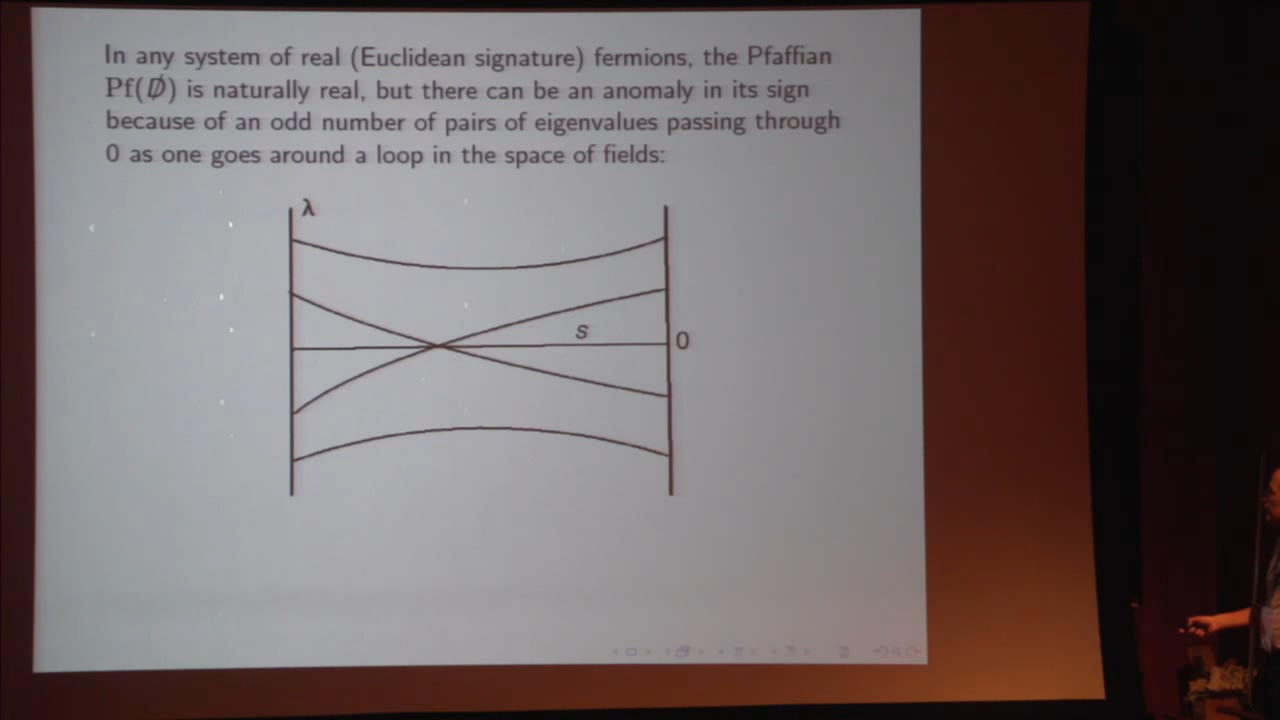 In any system of real (Euclidean signature) fermions, the Pfaffian
Pf(D̸) is naturally real, but there can be an anomaly in its sign
because of an odd number of pairs of eigenvalues passing through
0 as one goes around a loop in the space of fields:
λ
s
0